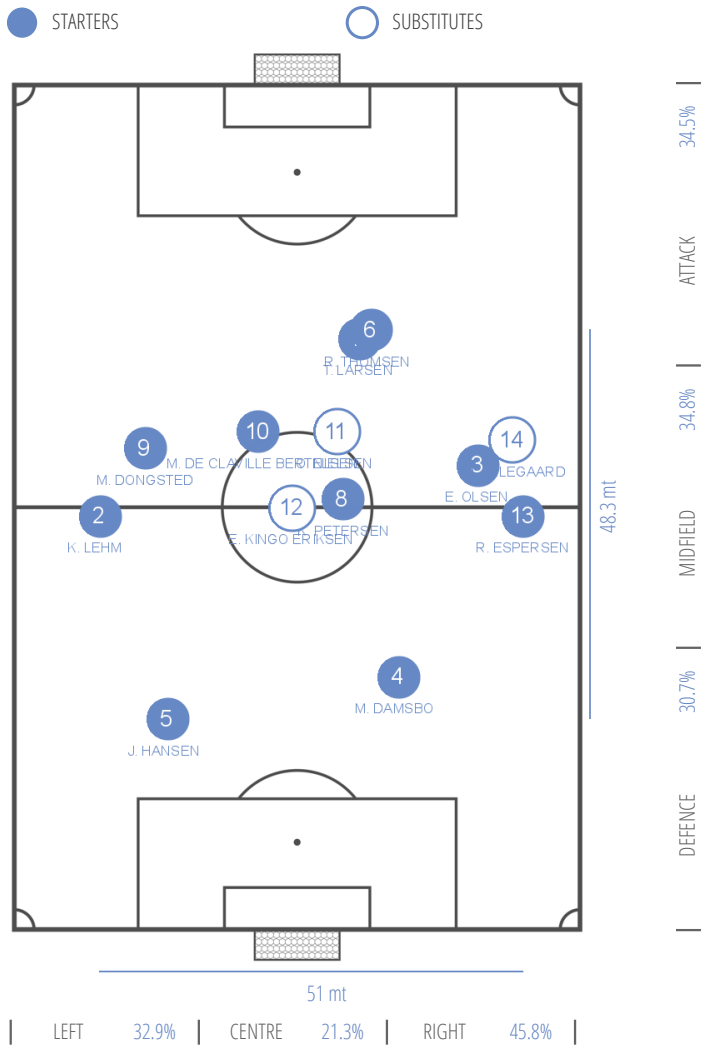 STARTERS SUBSTITUTES
34.5%
ATTACK
6
R. THOMSEN
T. LARSEN
34.8%
10 11
9 14
M. DE CLAVILLE BERTELSEN
3 LEGAARD
M. DONGSTED
E. OLSEN
8
12
2 13
PETERSEN
E. KINGO ERIKSEN
K. LEHM R. ESPERSEN
48.3 mt
MIDFIELD
4
30.7%
M. DAMSBO
5
J. HANSEN
DEFENCE
51 mt
LEFT 32.9% CENTRE 21.3% RIGHT 45.8%